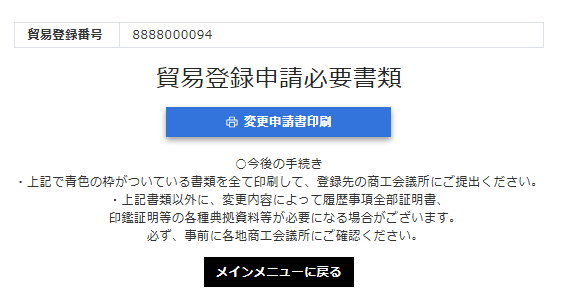 貿易登録番号 8888000094
貿易登録申請必要書類
変更申請書印刷
○今後の手続き
・上記で青色の枠がついている書類を全て印刷して、登録先の商工会議所にご提出ください。
・上記書類以外に、変更内容によって履歴事項全部証明書、
印鑑証明等の各種典拠資料等が必要になる場合がございます。
必ず、事前に各地商工会議所にご確認ください。
メインメニューに戻る